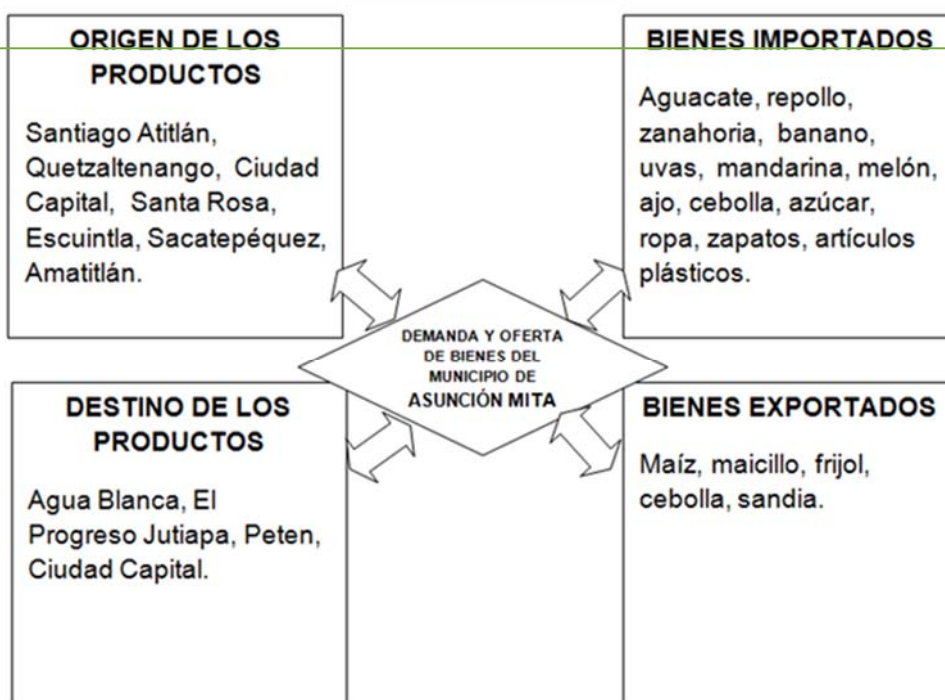 ORIGEN DE LOS
PRODUCTOS
Santiago Atitlán,
Quetzaltenango, Ciudad
Capital, Santa Rosa,
Escuintla, Sacatepéquez,
Amatitlán.
BIENES IMPORTADOS
Aguacate, repollo,
zanahoria, banano,
uvas, mandarina, melón,
ajo, cebolla, azúcar,
ropa, zapatos, artículos
plásticos.
DEMANDA Y OFERTA
DE BIENES DEL
MUNICIPIO DE
ASUNCIÓN MITA
DESTINO DE LOS
PRODUCTOS
Agua Blanca, El
Progreso Jutiapa, Peten,
Ciudad Capital.
BIENES EXPORTADOS
Maíz, maicillo, frijol,
cebolla, sandia.